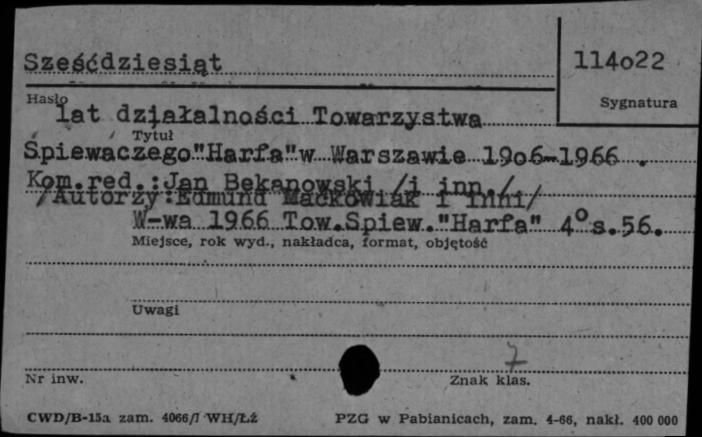 Sześćdziesiąt
114o22
Hasło
Sygnatura
lat działalności Towarzystwa
Tytuł
Śpiewaczego"Harfa"w Warszawie 19o6-1966 .
Kom.red.:Jan Bekanowski /i inn./
/Autorzy:Edmund Maćkowiak i inni/
W-wa 1966 Tow.Spiew."Harfa" 4° s.56.
Miejsce, rok wyd., nakładca, format, objętość
Uwagi
7
Nr inw.
Znak klas.
CWD/B-15a zam. 4066/I WH/ŁŻ
PZG w Pabianicach, zam. 4-66, nakł. 400 000